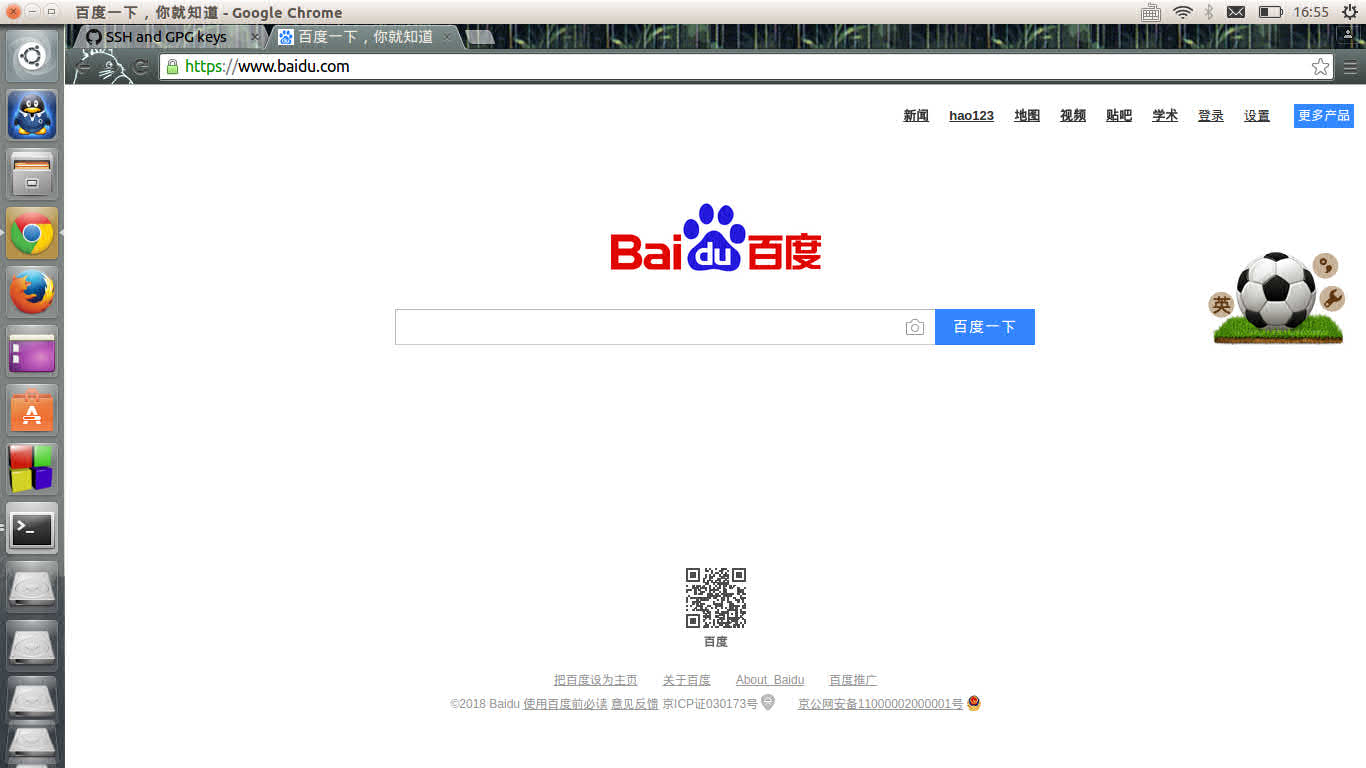 百度一下，你就知道 - Google Chrome
16:55
SSH and GPG keys
百度一下，你就知道
https://www.baidu.com
新闻 hao123 地图 视频 贴吧 学术 登录 设置 更多产品
Bai du 百度
英
百度一下
百度
把百度设为主页 关于百度 About Baidu 百度推广
©2018 Baidu 使用百度前必读 意见反馈 京ICP证030173号 京公网安备11000002000001号